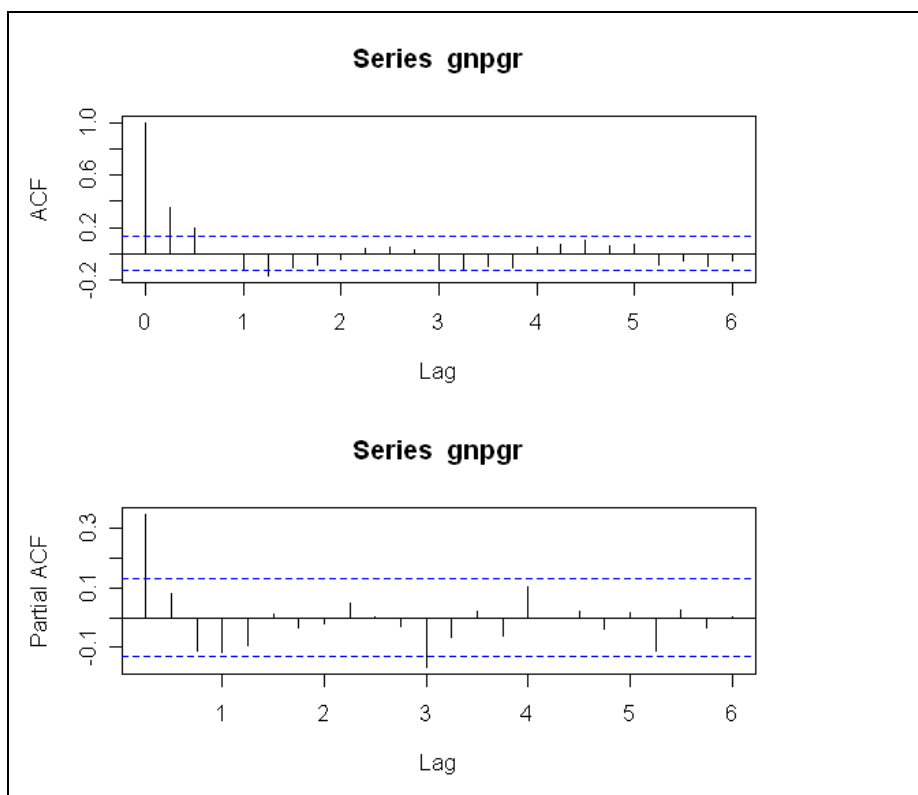 Series gnpgr
ACF
1.0
0.6
0.2
-0.2
0 1 2 3 4 5 6
Lag
Series gnpgr
Partial ACF
0.3
0.1
-0.1
1 2 3 4 5 6
Lag